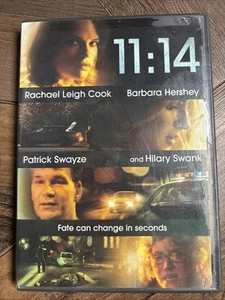 11:14
Rachael Leigh Cook Barbara Hershey
Patrick Swayze and Hilary Swank
Fate can change in seconds